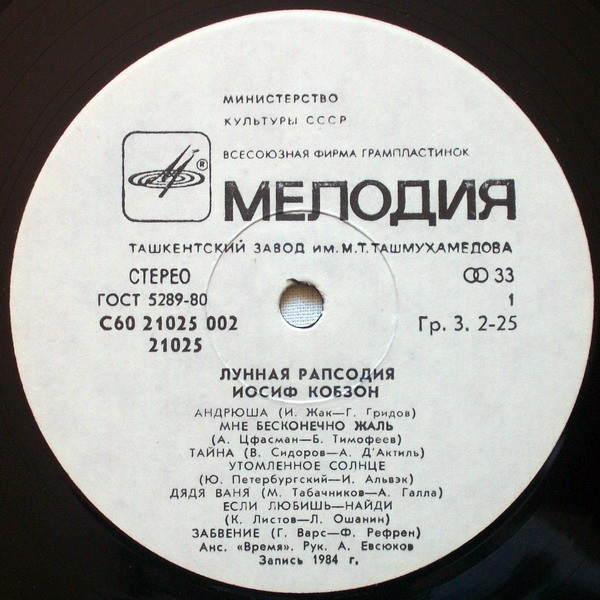 МИНИСТЕРСТВО
КУЛЬТУРЫ СССР
ВСЕСОЮЗНАЯ ФИРМА ГРАМПЛАСТИНОК
®
МЕЛОДИЯ
ТАШКЕНТСКИЙ ЗАВОД им. М.Т. ТАШМУХАМЕДОВА
СТЕРЕО
ГОСТ 5289-80
С60 21025 002
21025
33
1
Гр. 3. 2-25
ЛУННАЯ РАПСОДИЯ
ИОСИФ КОБЗОН
АНДРЮША (И. Жак—Г. Гридов)
МНЕ БЕСКОНЕЧНО ЖАЛЬ
(А. Цфасман—Б. Тимофеев)
ТАЙНА (В. Сидоров—А. Д'Актиль)
УТОМЛЕННОЕ СОЛНЦЕ
(Ю. Петербургский—И. Альвэк)
ДЯДЯ ВАНЯ (М. Табачников—А. Галла)
ЕСЛИ ЛЮБИШЬ—НАЙДИ
(К. Листов—Л. Ошанин)
ЗАБВЕНИЕ (Г. Варс—Ф. Рефрен)
Анс. «Время». Рук. А. Евсюков
Запись 1984 г.